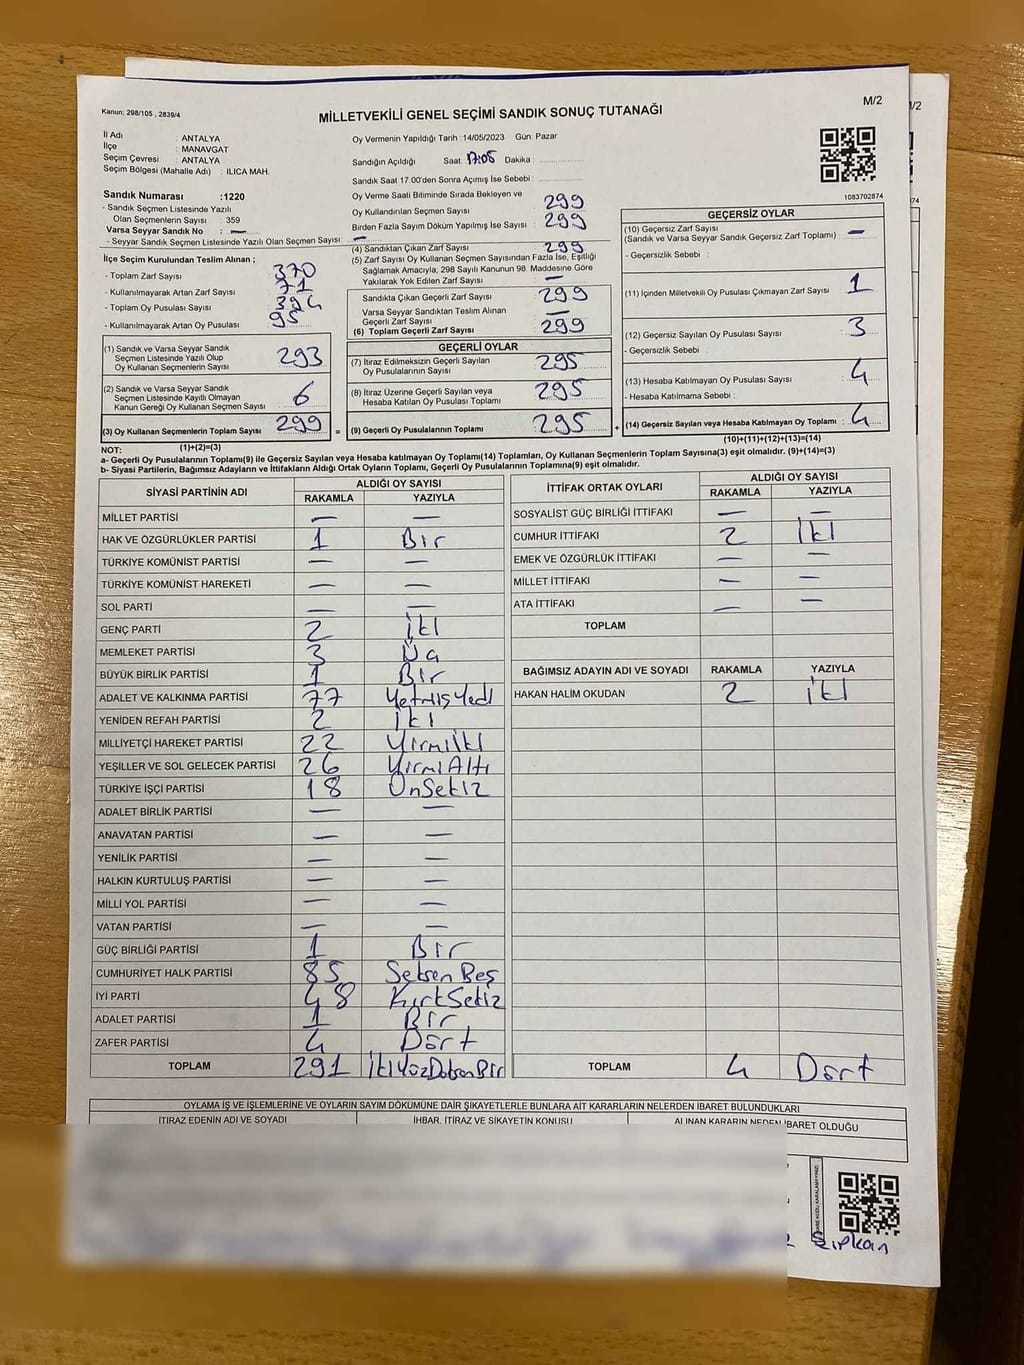 Kanun; 298/105 , 2839/4
MİLLETVEKİLİ GENEL SEÇİMİ SANDIK SONUÇ TUTANAĞI
M/2
1/2
İl Adı : ANTALYA
İlçe : MANAVGAT
Seçim Çevresi : ANTALYA
Seçim Bölgesi (Mahalle Adı) : ILICA MAH.
Oy Vermenin Yapıldığı Tarih :14/05/2023 Gün: Pazar
Sandığın Açıldığı Saat: 17:05 Dakika :
Sandık Saat 17.00'den Sonra Açımış İse Sebebi :
1083702874
74
Sandık Numarası :1220
- Sandık Seçmen Listesinde Yazılı
Olan Seçmenlerin Sayısı : 359
Varsa Seyyar Sandık No : —
- Seyyar Sandık Seçmen Listesinde Yazılı Olan Seçmen Sayısı : —
İlçe Seçim Kurulundan Teslim Alınan ;
- Toplam Zarf Sayısı : 370
- Kullanılmayarak Artan Zarf Sayısı : 71
- Toplam Oy Pusulası Sayısı : 394
- Kullanılmayarak Artan Oy Pusulası : 95
(1) Sandık ve Varsa Seyyar Sandık
Seçmen Listesinde Yazılı Olup
Oy Kullanan Seçmenlerin Sayısı : 293
(2) Sandık ve Varsa Seyyar Sandık
Seçmen Listesinde Kayıtlı Olmayan
Kanun Gereği Oy Kullanan Seçmen Sayısı : 6
(3) Oy Kullanan Seçmenlerin Toplam Sayısı : 299 =
(1)+(2)=(3)
Oy Verme Saati Bitiminde Sırada Bekleyen ve
Oy Kullandırılan Seçmen Sayısı : 299
Birden Fazla Sayım Döküm Yapılmış İse Sayısı : 299
(4) Sandıktan Çıkan Zarf Sayısı : 299
(5) Zarf Sayısı Oy Kullanan Seçmen Sayısından Fazla İse, Eşitliği
Sağlamak Amacıyla; 298 Sayılı Kanunun 98. Maddesine Göre
Yakılarak Yok Edilen Zarf Sayısı : —
Sandıkta Çıkan Geçerli Zarf Sayısı : 299
Varsa Seyyar Sandıktan Teslim Alınan
Geçerli Zarf Sayısı : —
(6) Toplam Geçerli Zarf Sayısı : 299
GEÇERLİ OYLAR
(7) İtiraz Edilmeksizin Geçerli Sayılan
Oy Pusulalarının Sayısı : 295
(8) İtiraz Üzerine Geçerli Sayılan veya
Hesaba Katılan Oy Pusulası Toplamı : 295
(9) Geçerli Oy Pusulalarının Toplamı : 295 +
GEÇERSİZ OYLAR
(10) Geçersiz Zarf Sayısı : —
(Sandık ve Varsa Seyyar Sandık Geçersiz Zarf Toplamı)
- Geçersizlik Sebebi :
(11) İçinden Milletvekili Oy Pusulası Çıkmayan Zarf Sayısı : 1
(12) Geçersiz Sayılan Oy Pusulası Sayısı : 3
- Geçersizlik Sebebi :
(13) Hesaba Katılmayan Oy Pusulası Sayısı : 4
- Hesaba Katılmama Sebebi :
(14) Geçersiz Sayılan veya Hesaba Katılmayan Oy Toplamı : 4
(10)+(11)+(12)+(13)=(14)
NOT:
a- Geçerli Oy Pusulalarının Toplamı(9) ile Geçersiz Sayılan veya Hesaba Katılmayan Oy Toplamı(14) Toplamları, Oy Kullanan Seçmenlerin Toplam Sayısına(3) eşit olmalıdır. (9)+(14)=(3)
b- Siyasi Partilerin, Bağımsız Adayların ve İttifakların Aldığı Ortak Oyların Toplamı, Geçerli Oy Pusulalarının Toplamına(9) eşit olmalıdır.
SİYASİ PARTİNİN ADI ALDIĞI OY SAYISI
RAKAMLA YAZIYLA
MİLLET PARTİSİ — —
HAK VE ÖZGÜRLÜKLER PARTİSİ 1 Bir
TÜRKİYE KOMÜNİST PARTİSİ — —
TÜRKİYE KOMÜNİST HAREKETİ — —
SOL PARTİ — —
GENÇ PARTİ 2 İki
MEMLEKET PARTİSİ 3 Üç
BÜYÜK BİRLİK PARTİSİ 1 Bir
ADALET VE KALKINMA PARTİSİ 77 Yetmiş Yedi
YENİDEN REFAH PARTİSİ 2 İki
MİLLİYETÇİ HAREKET PARTİSİ 22 Yirmi iki
YEŞİLLER VE SOL GELECEK PARTİSİ 26 Yirmi Altı
TÜRKİYE İŞÇİ PARTİSİ 18 OnSekiz
ADALET BİRLİK PARTİSİ — —
ANAVATAN PARTİSİ — —
YENİLİK PARTİSİ — —
HALKIN KURTULUŞ PARTİSİ — —
MİLLİ YOL PARTİSİ — —
VATAN PARTİSİ — —
GÜÇ BİRLİĞİ PARTİSİ 1 Bir
CUMHURİYET HALK PARTİSİ 85 Seksen Beş
İYİ PARTİ 48 KırkSekiz
ADALET PARTİSİ 1 Bir
ZAFER PARTİSİ 4 Dört
TOPLAM 291 İkiYüzDoksanBir
İTTİFAK ORTAK OYLARI ALDIĞI OY SAYISI
RAKAMLA YAZIYLA
SOSYALİST GÜÇ BİRLİĞİ İTTİFAKI — —
CUMHUR İTTİFAKI 2 İki
EMEK VE ÖZGÜRLÜK İTTİFAKI — —
MİLLET İTTİFAKI — —
ATA İTTİFAKI — —
TOPLAM
BAĞIMSIZ ADAYIN ADI VE SOYADI RAKAMLA YAZIYLA
HAKAN HALİM OKUDAN 2 İki
TOPLAM 4 Dört
OYLAMA İŞ VE İŞLEMLERİNE VE OYLARIN SAYIM DÖKÜMÜNE DAİR ŞİKAYETLERLE BUNLARA AİT KARARLARIN NELERDEN İBARET BULUNDUKLARI
İTİRAZ EDENİN ADI VE SOYADI İHBAR, İTİRAZ VE ŞİKAYETİN KONUSU ALINAN KARARIN NEDEN İBARET OLDUĞU